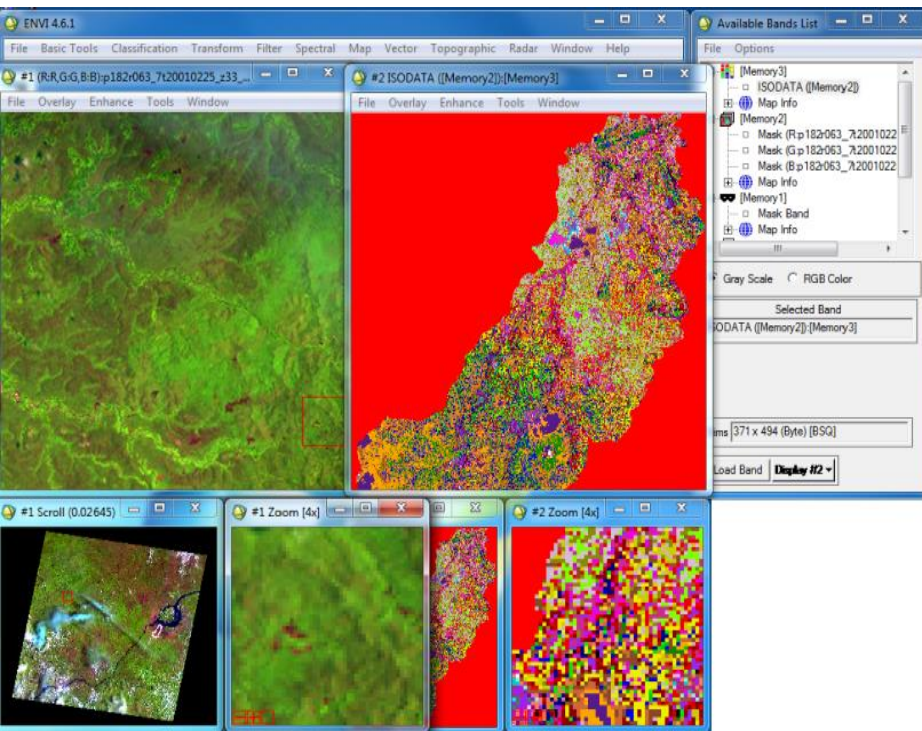 ENVI 4.6.1
File Basic Tools Classification Transform Filter Spectral Map Vector Topographic Radar Window Help
Available Bands List
File Options
[Memory3]
ISODATA ([Memory2])
Map Info
[Memory2]
Mask (R:p182r063_7t2001022
Mask (G:p182r063_7t2001022
Mask (B:p182r063_7t2001022
Map Info
[Memory1]
Mask Band
Map Info
Gray Scale RGB Color
Selected Band
SODATA ([Memory2]):[Memory3]
ms 371 x 494 (Byte) [BSQ]
Load Band Display #2
#1 (R:R,G:G,B:B):p182r063_7t20010225_z33_...
File Overlay Enhance Tools Window
#2 ISODATA ([Memory2]):[Memory3]
File Overlay Enhance Tools Window
#1 Scroll (0.02645)
#1 Zoom [4x]
#2 Zoom [4x]